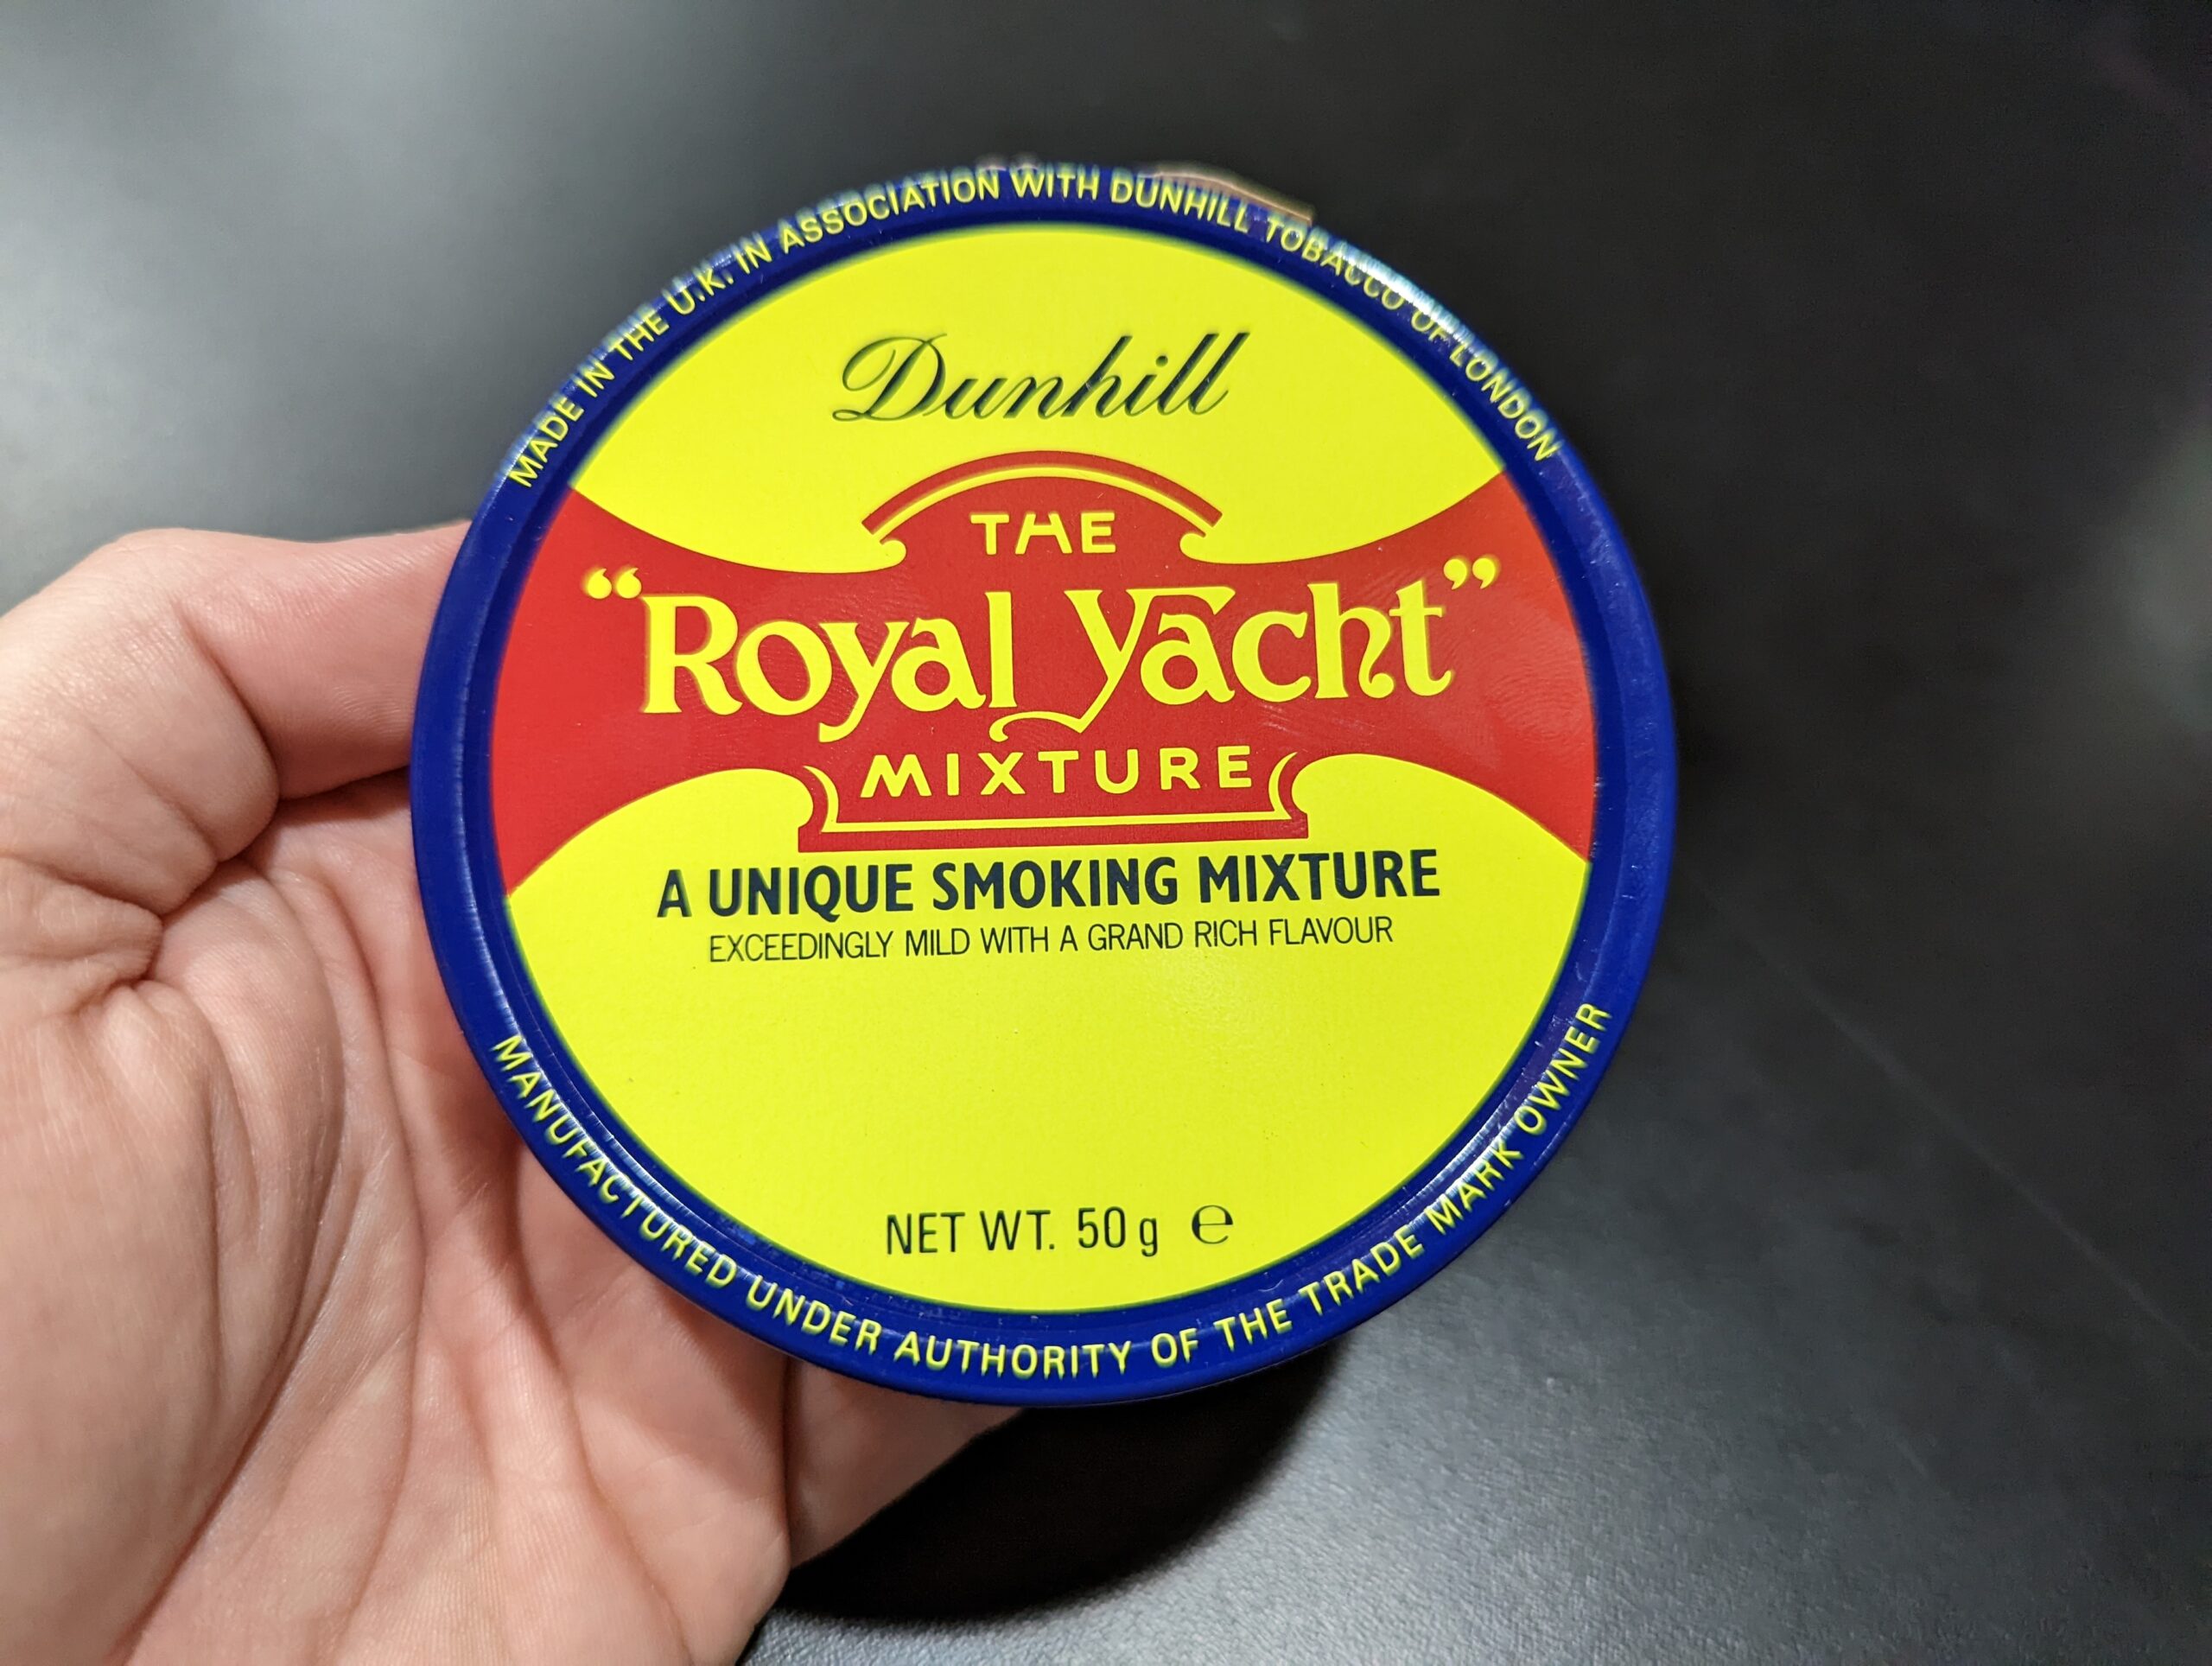 MADE IN THE U.K. IN ASSOCIATION WITH DUNHILL TOBACCO OF LONDON
Dunhill
THE
“Royal Yacht”
MIXTURE
A UNIQUE SMOKING MIXTURE
EXCEEDINGLY MILD WITH A GRAND RICH FLAVOUR
NET WT. 50 g ℮
MANUFACTURED UNDER AUTHORITY OF THE TRADE MARK OWNER